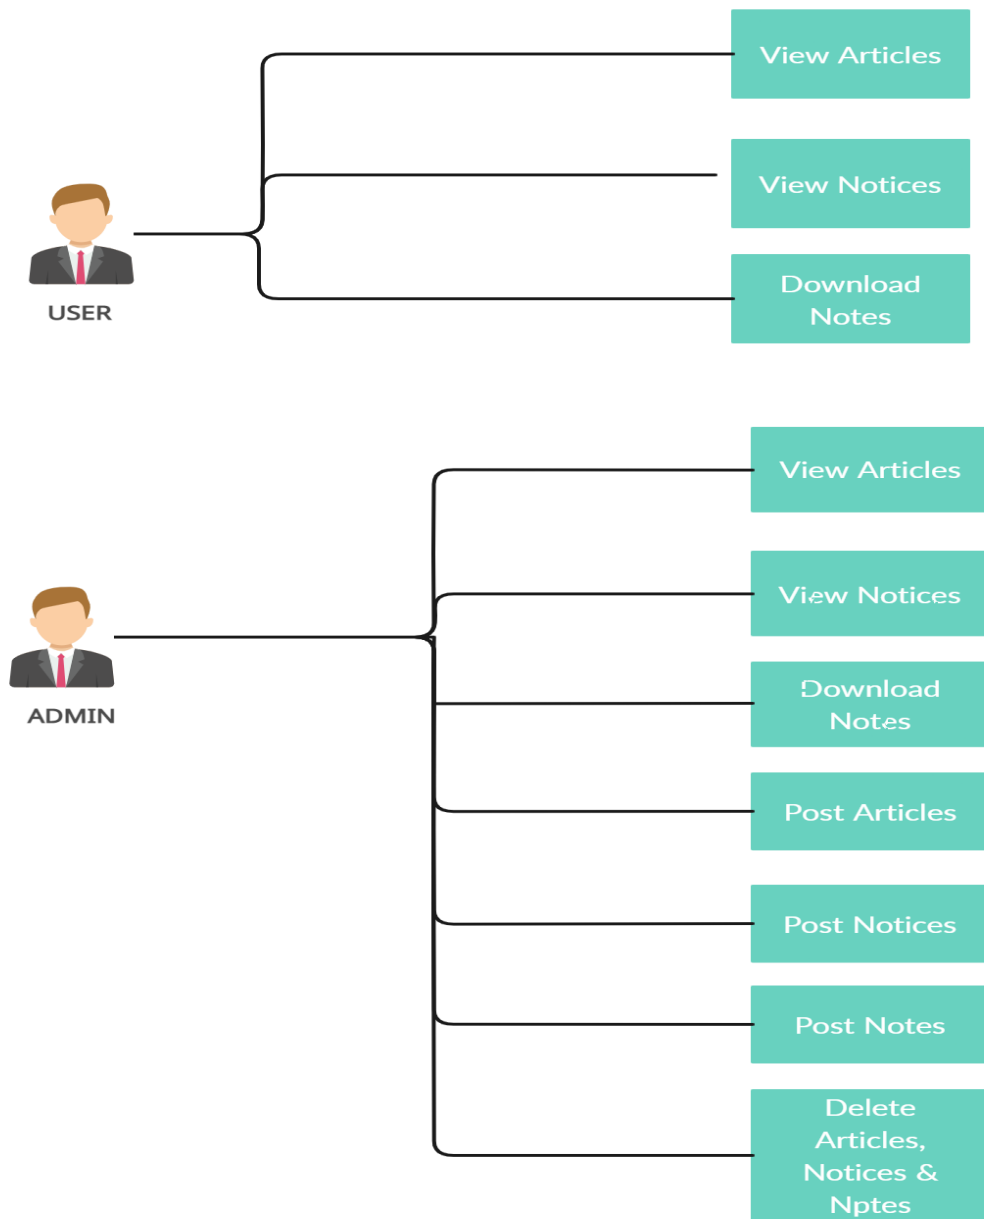 View Articles
View Notices
Download
Notes
USER
View Articles
View Notices
Download
Notes
ADMIN
Post Articles
Post Notices
Post Notes
Delete
Articles,
Notices &
Nptes